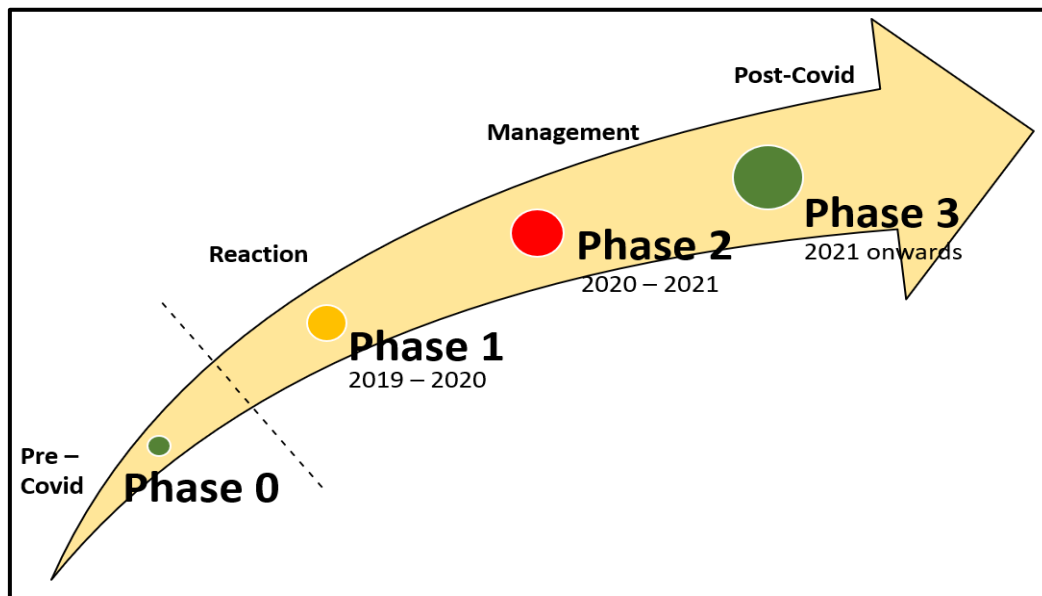 Pre –
Covid
Phase 0
Reaction
Phase 1
2019 – 2020
Management
Phase 2
2020 – 2021
Post-Covid
Phase 3
2021 onwards